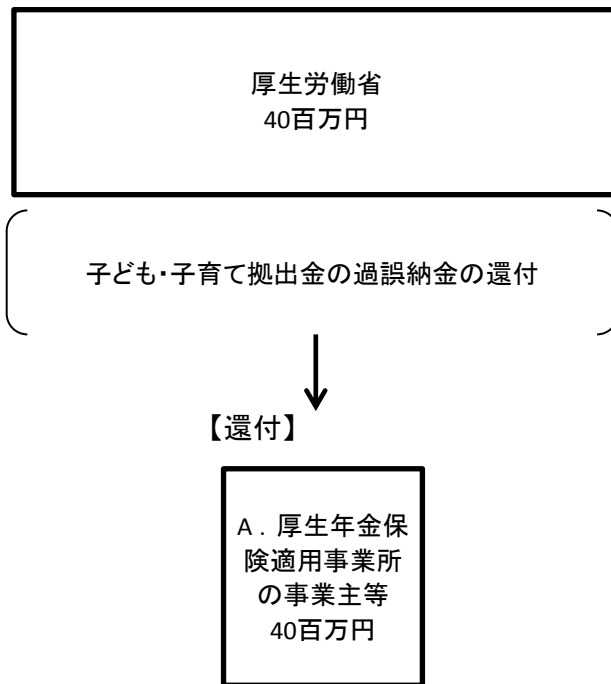 厚生労働省
40百万円
子ども・子育て拠出金の過誤納金の還付
【還付】
A．厚生年金保
険適用事業所
の事業主等
40百万円